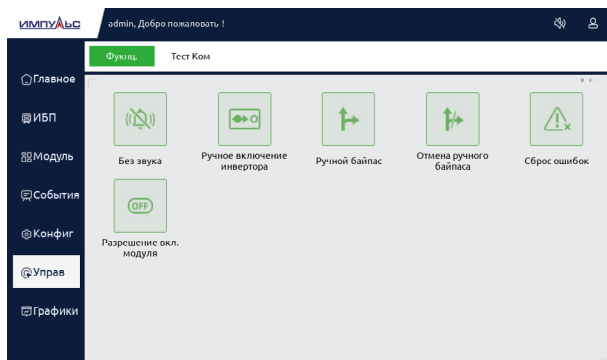 ИМПУЛЬС
admin, Добро пожаловать !
Функц.
Тест Ком
Главное
ИБП
Модуль
События
Конфиг
Управ
Графики
Без звука
Ручное включение
инвертора
Ручной байпас
Отмена ручного
байпаса
Сброс ошибок
OFF
Разрешение вкл.
модуля